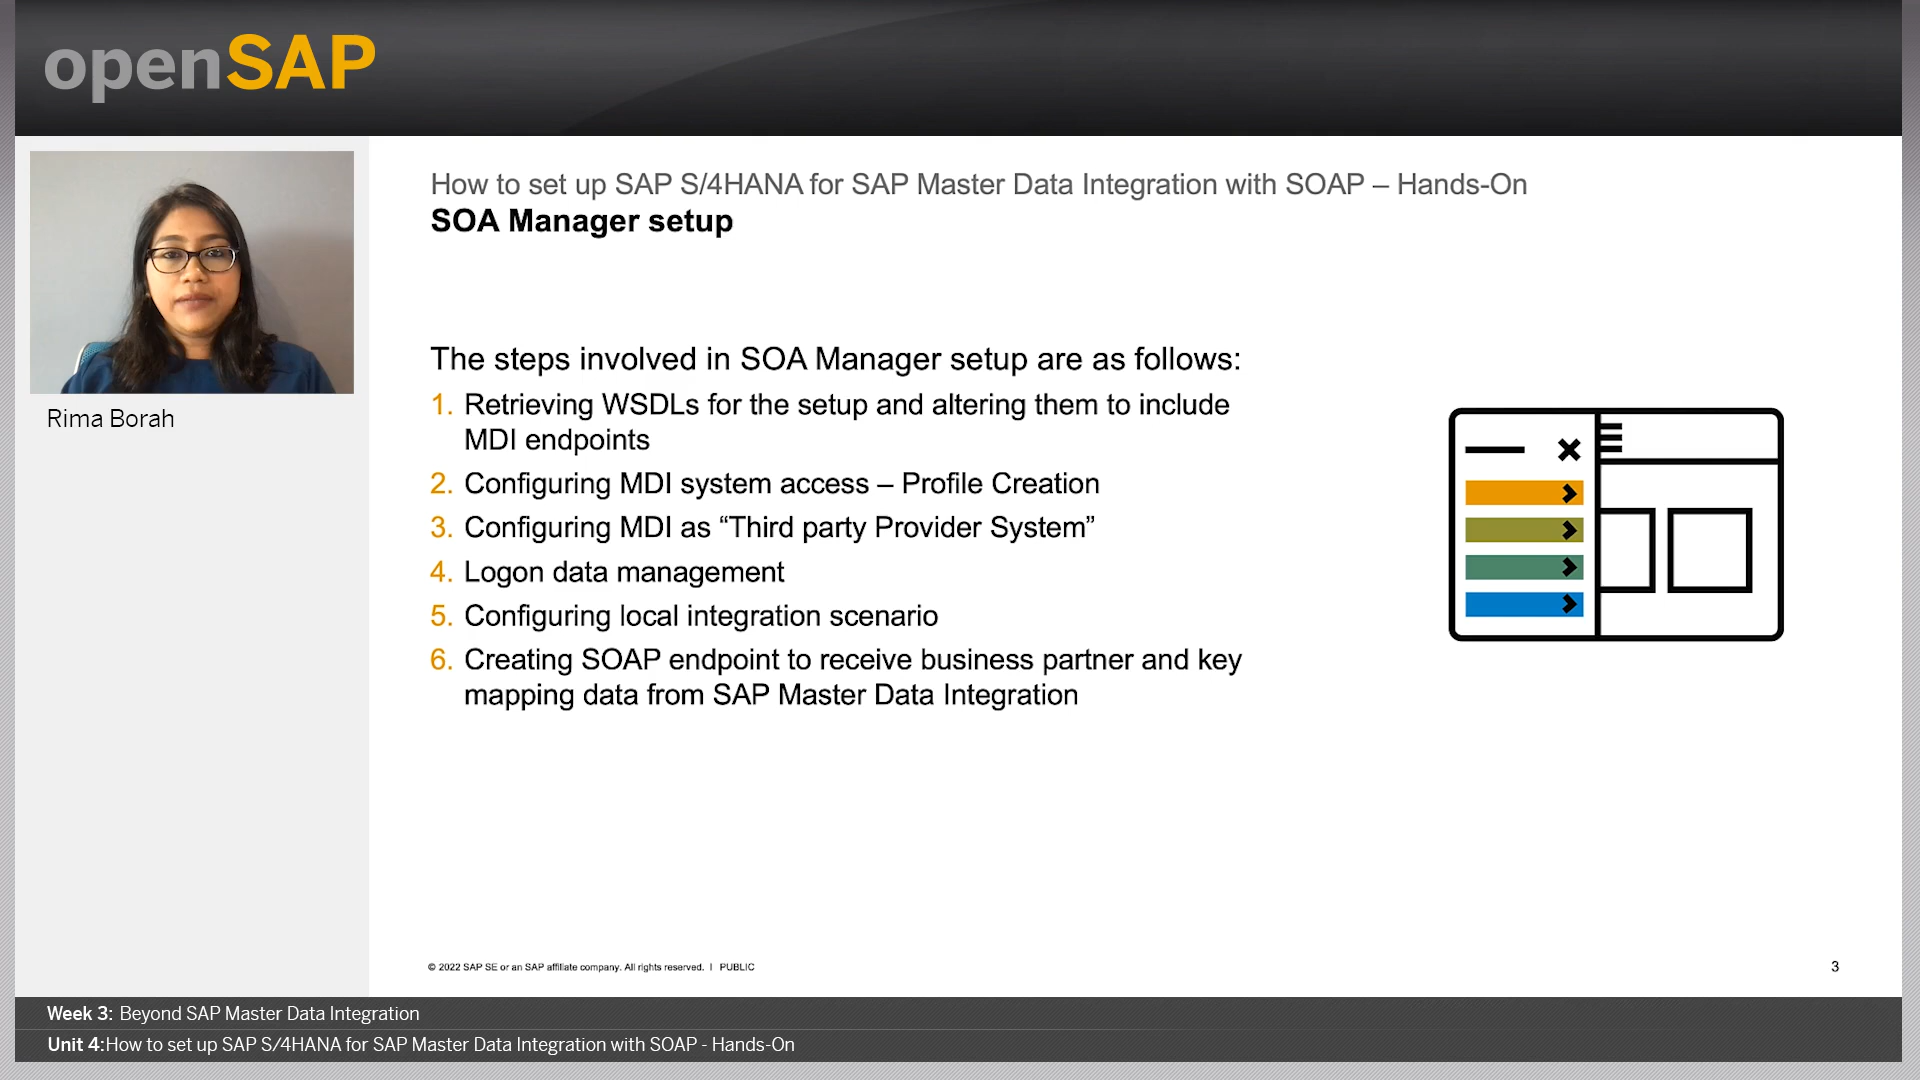 openSAP
Rima Borah
How to set up SAP S/4HANA for SAP Master Data Integration with SOAP – Hands-On
SOA Manager setup
The steps involved in SOA Manager setup are as follows:
1. Retrieving WSDLs for the setup and altering them to include
MDI endpoints
2. Configuring MDI system access – Profile Creation
3. Configuring MDI as “Third party Provider System”
4. Logon data management
5. Configuring local integration scenario
6. Creating SOAP endpoint to receive business partner and key
mapping data from SAP Master Data Integration
© 2022 SAP SE or an SAP affiliate company. All rights reserved. | PUBLIC
3
Week 3: Beyond SAP Master Data Integration
Unit 4:How to set up SAP S/4HANA for SAP Master Data Integration with SOAP - Hands-On